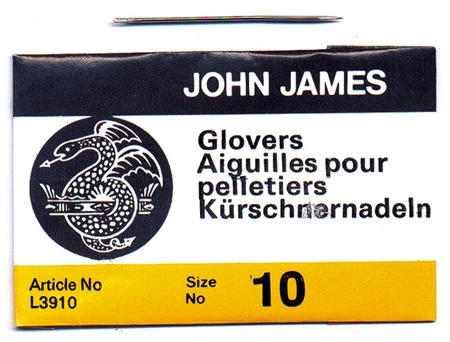 JOHN JAMES
Glovers
Aiguilles pour
pelletiers
Kürschnernadeln
Article No
L3910
Size
No
10